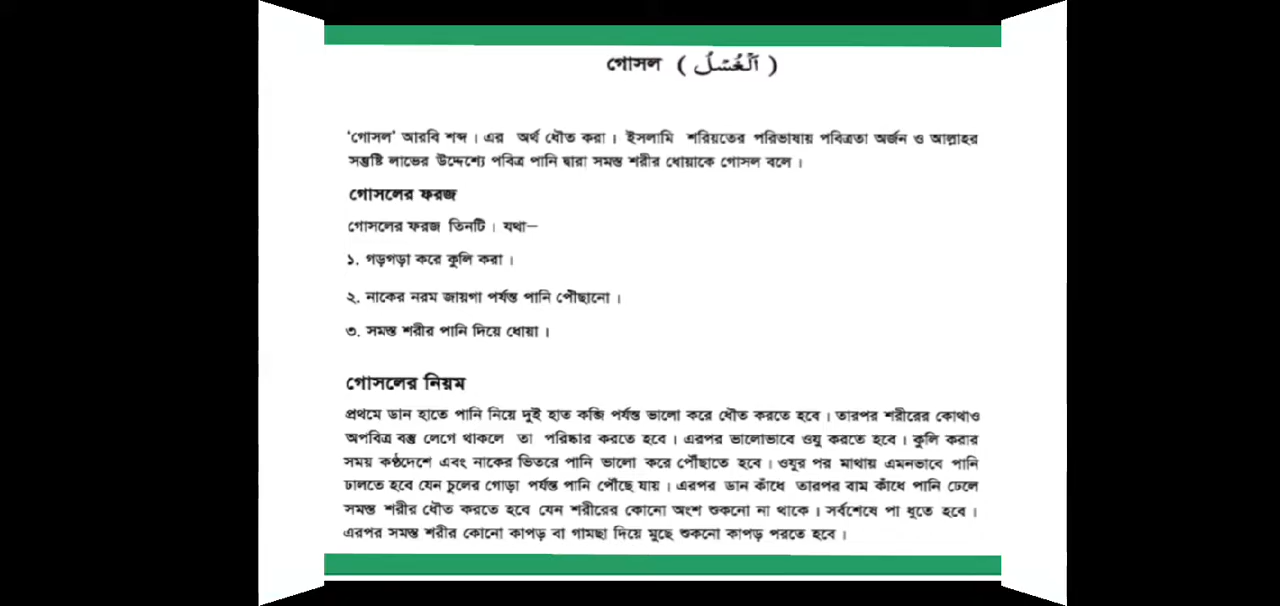 গোসল ( اَلْغُسْلُ )
‘গোসল’ আরবি শব্দ । এর অর্থ ধৌত করা । ইসলামি শরিয়তের পরিভাষায় পবিত্রতা অর্জন ও আল্লাহর
সন্তুষ্টি লাভের উদ্দেশ্যে পবিত্র পানি দ্বারা সমস্ত শরীর ধোয়াকে গোসল বলে ।
গোসলের ফরজ
গোসলের ফরজ তিনটি । যথা–
১. গড়গড়া করে কুলি করা ।
২. নাকের নরম জায়গা পর্যন্ত পানি পৌঁছানো ।
৩. সমস্ত শরীর পানি দিয়ে ধোয়া ।
গোসলের নিয়ম
প্রথমে ডান হাতে পানি নিয়ে দুই হাত কব্জি পর্যন্ত ভালো করে ধৌত করতে হবে । তারপর শরীরের কোথাও
অপবিত্র বস্তু লেগে থাকলে তা পরিষ্কার করতে হবে । এরপর ভালোভাবে ওযু করতে হবে । কুলি করার
সময় কণ্ঠদেশে এবং নাকের ভিতরে পানি ভালো করে পৌঁছাতে হবে । ওযুর পর মাথায় এমনভাবে পানি
ঢালতে হবে যেন চুলের গোড়া পর্যন্ত পানি পৌঁছে যায় । এরপর ডান কাঁধে তারপর বাম কাঁধে পানি ঢেলে
সমস্ত শরীর ধৌত করতে হবে যেন শরীরের কোনো অংশ শুকনো না থাকে । সর্বশেষে পা ধুতে হবে ।
এরপর সমস্ত শরীর কোনো কাপড় বা গামছা দিয়ে মুছে শুকনো কাপড় পরতে হবে ।